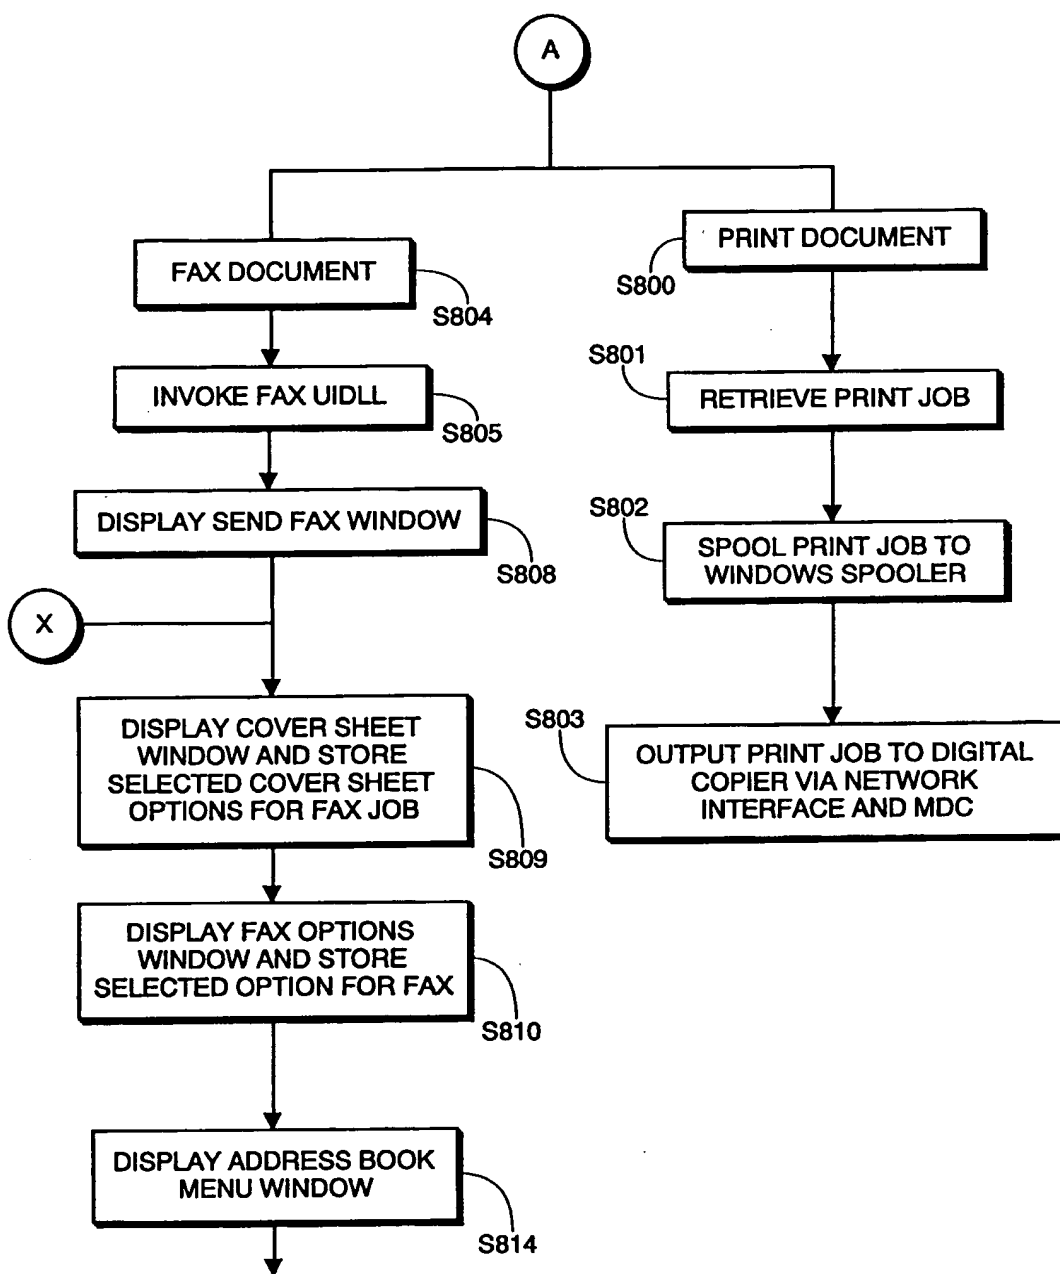 A
FAX DOCUMENT
S804
INVOKE FAX UIDLL
S805
DISPLAY SEND FAX WINDOW
S808
X
DISPLAY COVER SHEET
WINDOW AND STORE
SELECTED COVER SHEET
OPTIONS FOR FAX JOB
S809
DISPLAY FAX OPTIONS
WINDOW AND STORE
SELECTED OPTION FOR FAX
S810
DISPLAY ADDRESS BOOK
MENU WINDOW
S814
PRINT DOCUMENT
S800
S801
RETRIEVE PRINT JOB
S802
SPOOL PRINT JOB TO
WINDOWS SPOOLER
S803
OUTPUT PRINT JOB TO DIGITAL
COPIER VIA NETWORK
INTERFACE AND MDC